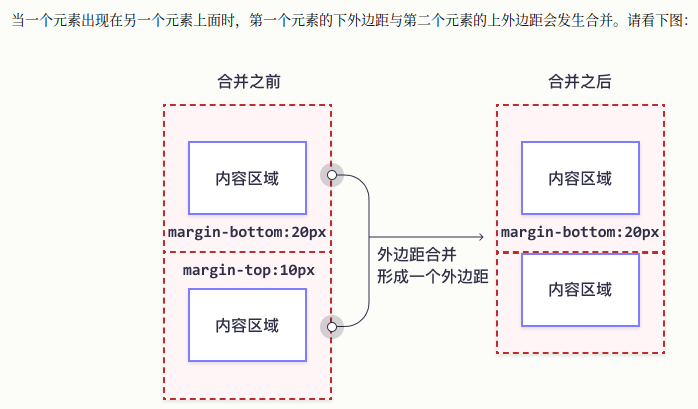 当一个元素出现在另一个元素上面时，第一个元素的下外边距与第二个元素的上外边距会发生合并。请看下图：
合并之前
合并之后
内容区域
内容区域
margin-bottom:20px
margin-bottom:20px
外边距合并
形成一个外边距
margin-top:10px
内容区域
内容区域